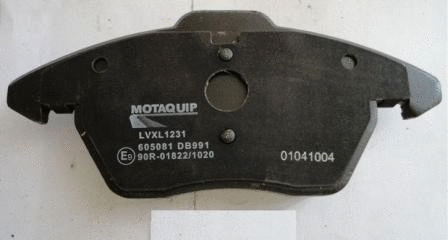 MOTAQUIP
LVXL1231
605081 DB991
E9 90R-01822/1020
01041004